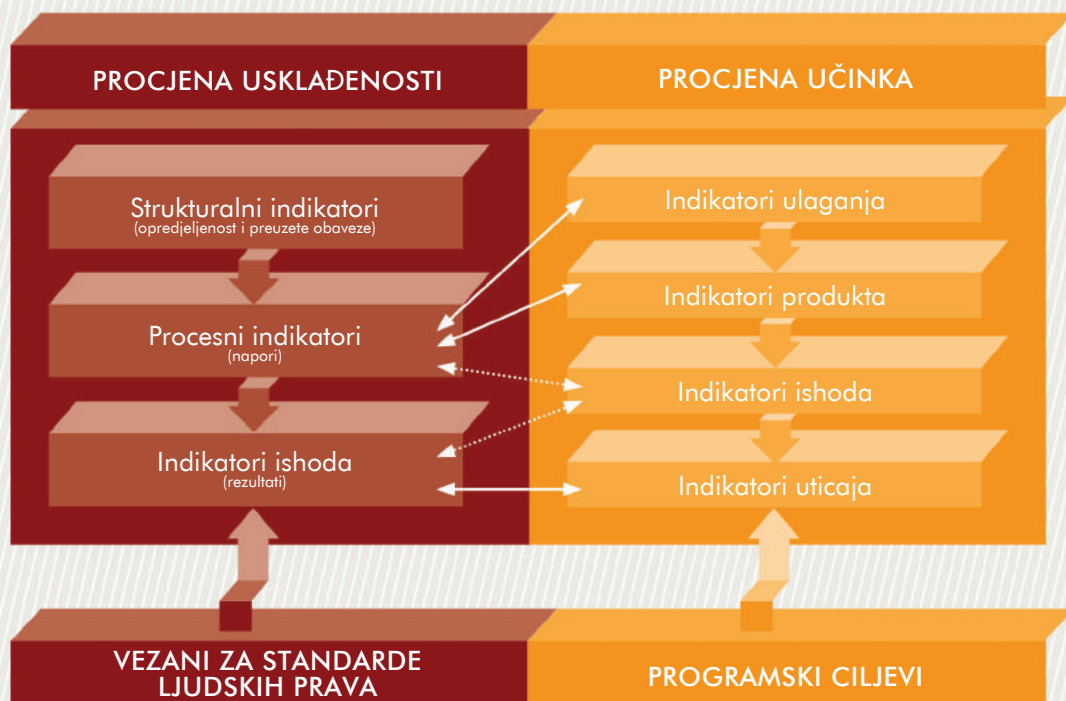 PROCJENA USKLAĐENOSTI
PROCJENA UČINKA
Strukturalni indikatori
(opredjeljenost i preuzete obaveze)
Procesni indikatori
(napori)
Indikatori ishoda
(rezultati)
Indikatori ulaganja
Indikatori produkta
Indikatori ishoda
Indikatori uticaja
VEZANI ZA STANDARDE
LJUDSKIH PRAVA
PROGRAMSKI CILJEVI